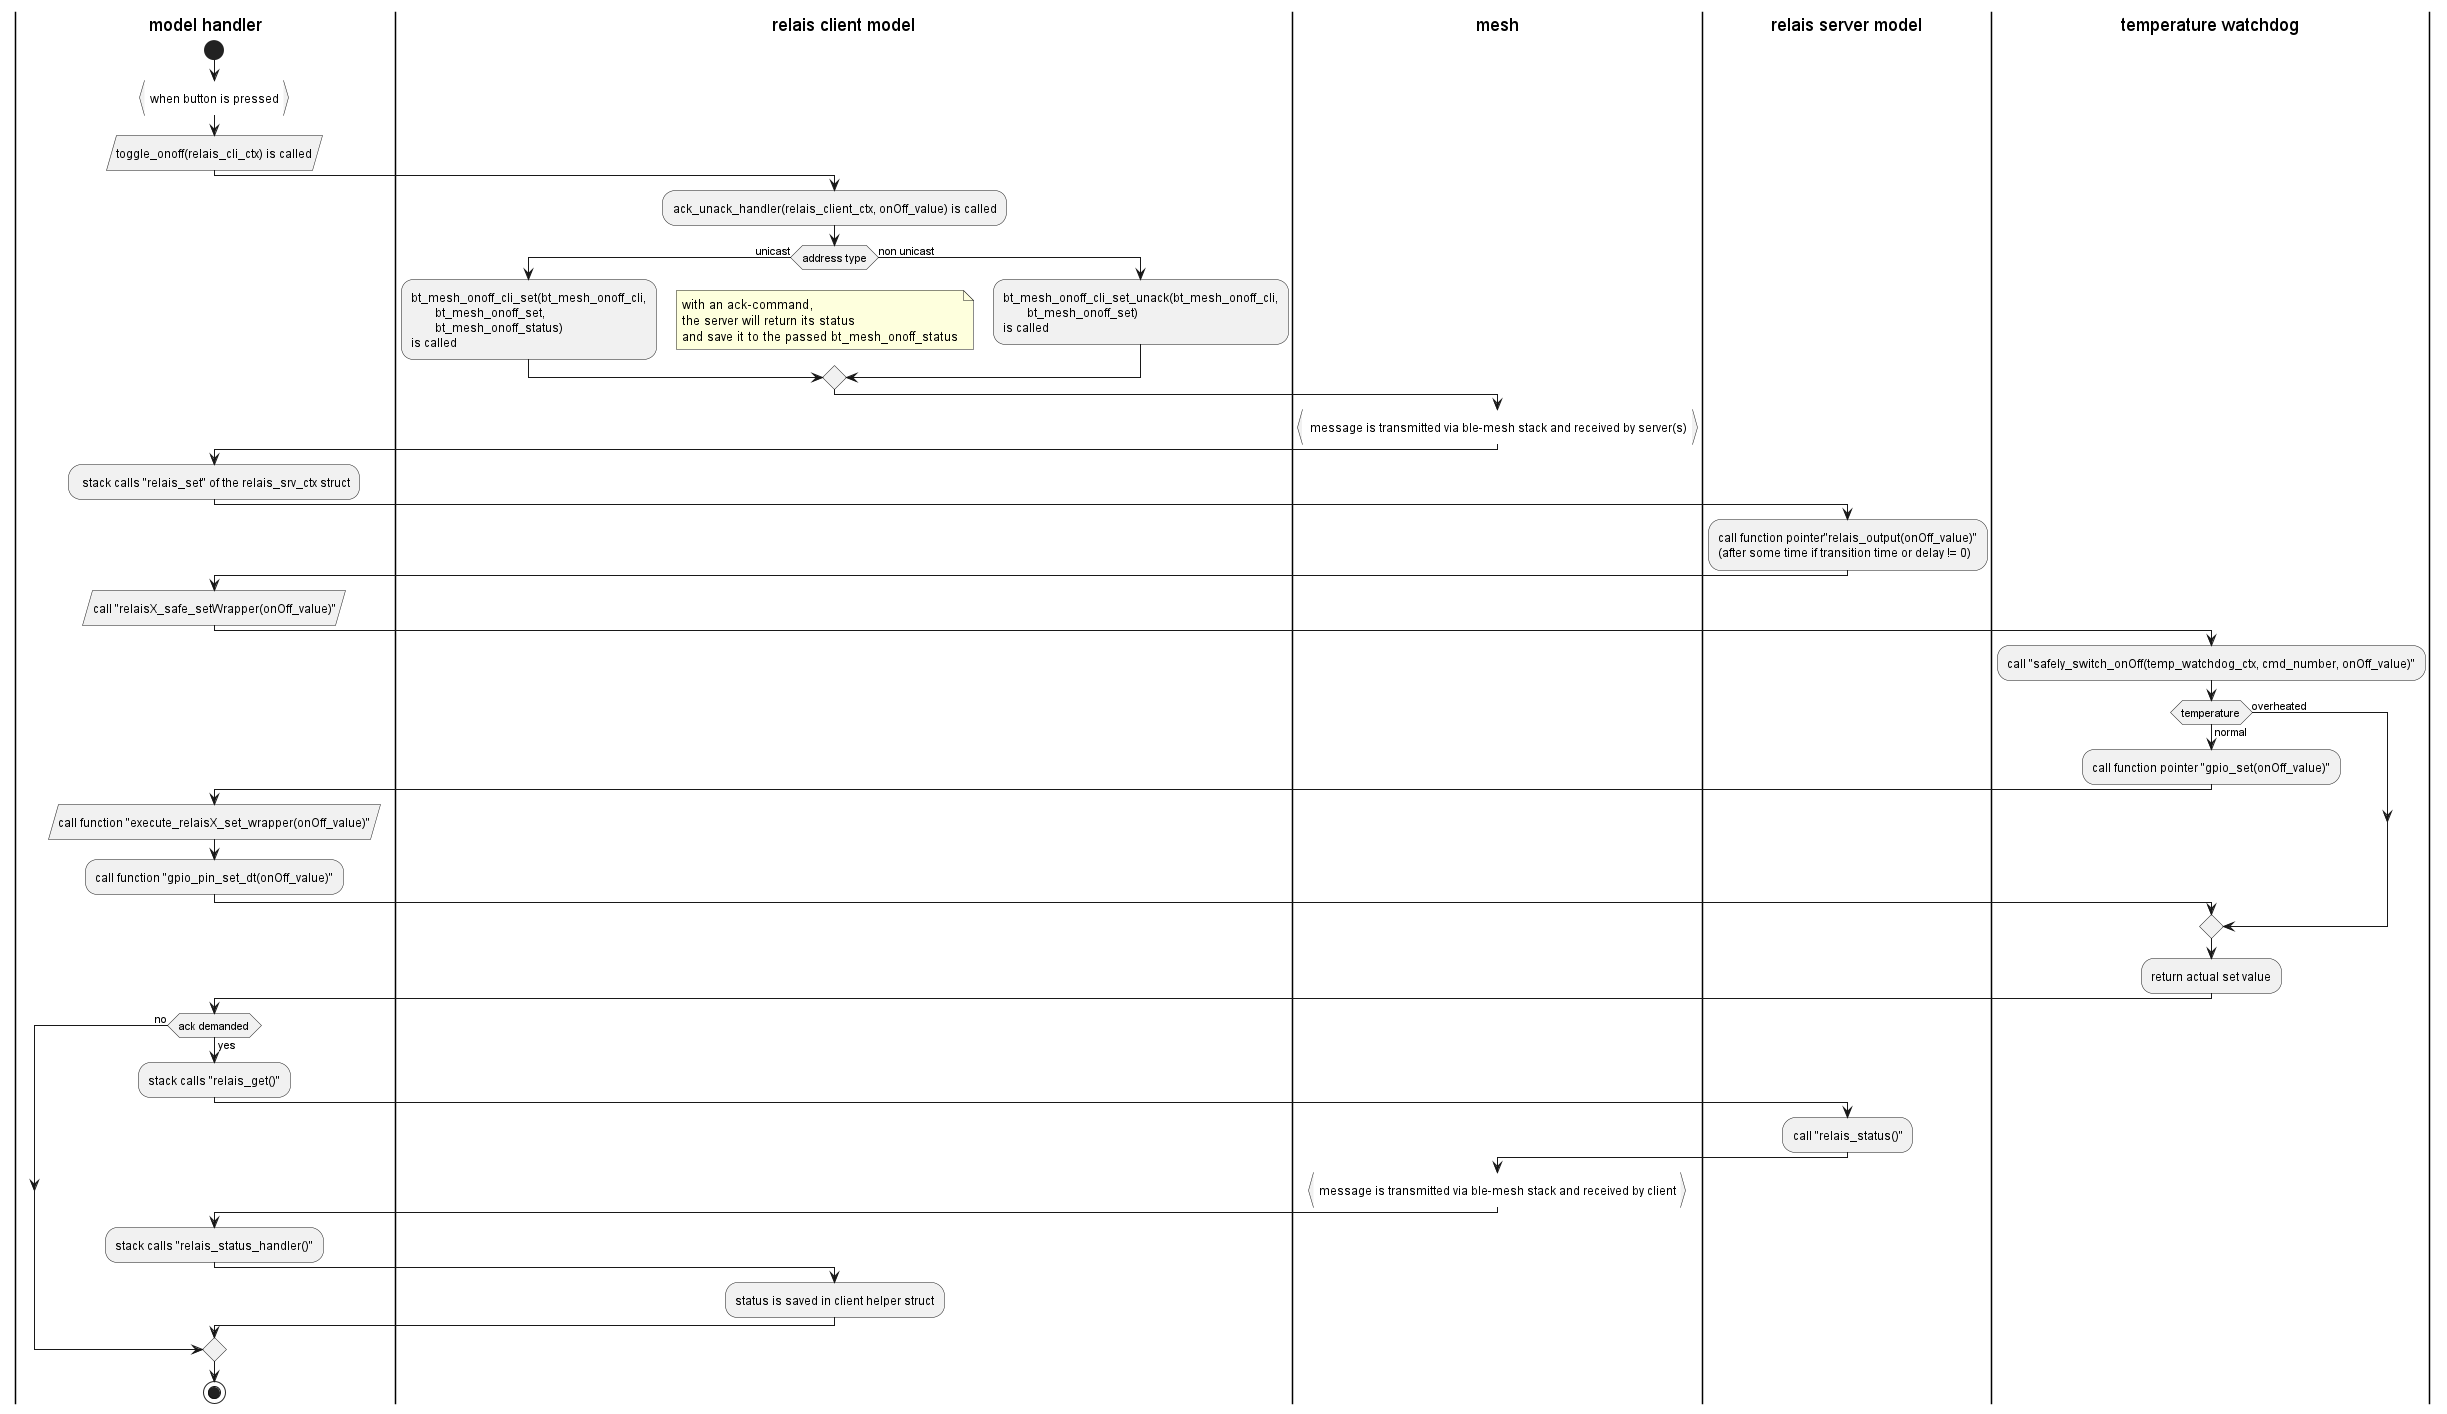 model handler
relais client model
mesh
relais server model
temperature watchdog
when button is pressed
toggle_onoff(relais_cli_ctx) is called
ack_unack_handler(relais_client_ctx, onOff_value) is called
unicast
address type
non unicast
bt_mesh_onoff_cli_set(bt_mesh_onoff_cli,
bt_mesh_onoff_set,
bt_mesh_onoff_status)
is called
with an ack-command,
the server will return its status
and save it to the passed bt_mesh_onoff_status
bt_mesh_onoff_cli_set_unack(bt_mesh_onoff_cli,
bt_mesh_onoff_set)
is called
message is transmitted via ble-mesh stack and received by server(s)
stack calls "relais_set" of the relais_srv_ctx struct
call function pointer"relais_output(onOff_value)"
(after some time if transition time or delay != 0)
call "relaisX_safe_setWrapper(onOff_value)"
call "safely_switch_onOff(temp_watchdog_ctx, cmd_number, onOff_value)"
temperature
overheated
normal
call function pointer "gpio_set(onOff_value)"
call function "execute_relaisX_set_wrapper(onOff_value)"
call function "gpio_pin_set_dt(onOff_value)"
return actual set value
no
ack demanded
yes
stack calls "relais_get()"
call "relais_status()"
message is transmitted via ble-mesh stack and received by client
stack calls "relais_status_handler()"
status is saved in client helper struct